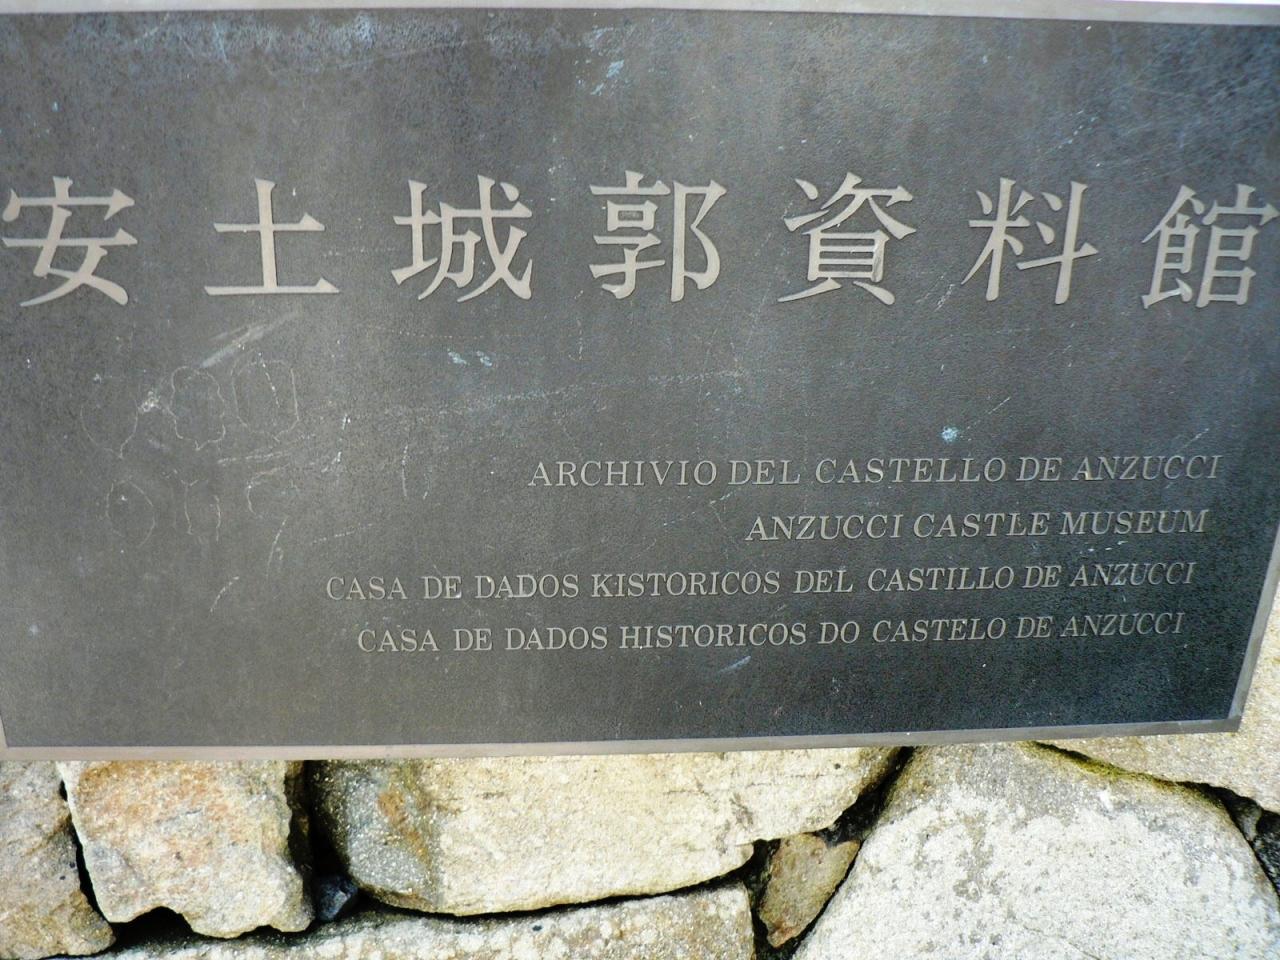 安土城郭資料館
ARCHIVIO DEL CASTELLO DE ANZUCCI
ANZUCCI CASTLE MUSEUM
CASA DE DADOS KISTORICOS DEL CASTILLO DE ANZUCCI
CASA DE DADOS HISTORICOS DO CASTELO DE ANZUCCI